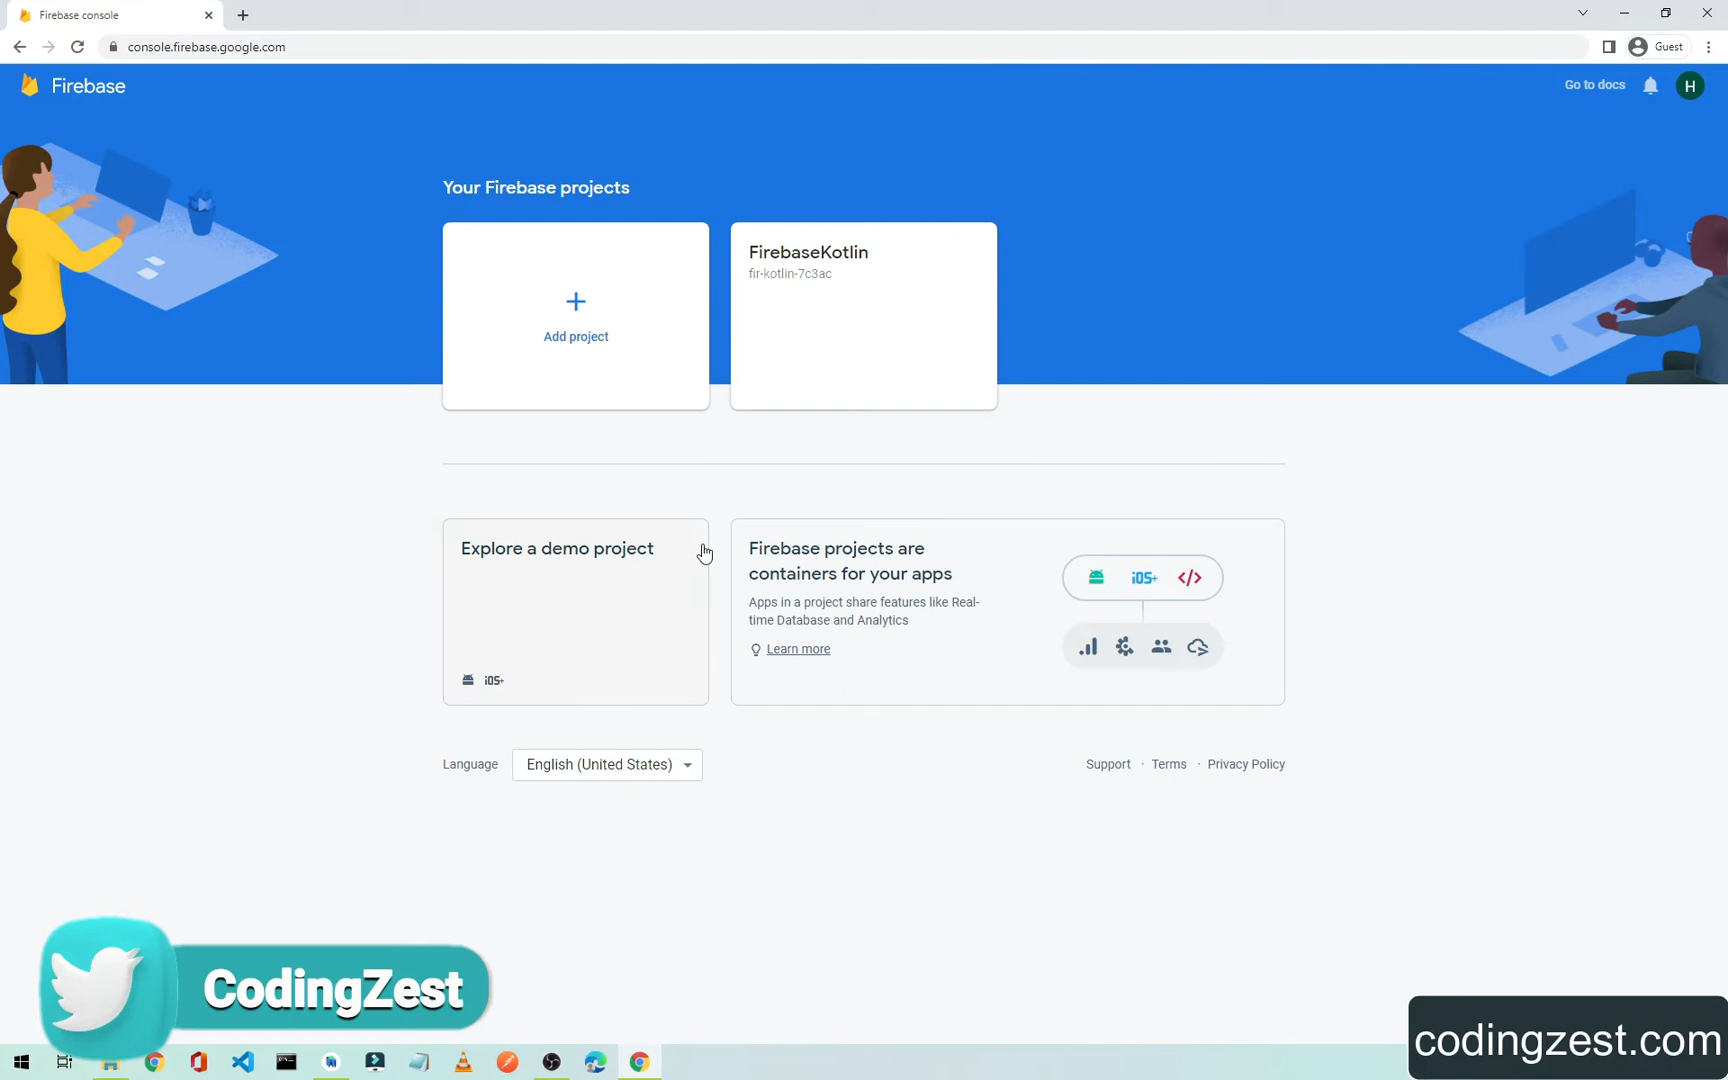 Firebase console
console.firebase.google.com
Guest
Firebase
Go to docs
H
Your Firebase projects
Add project
FirebaseKotlin
fir-kotlin-7c3ac
Explore a demo project
iOS+
Firebase projects are
containers for your apps
Apps in a project share features like Real-
time Database and Analytics
Learn more
iOS+
Language
English (United States)
Support · Terms · Privacy Policy
CodingZest
codingzest.com